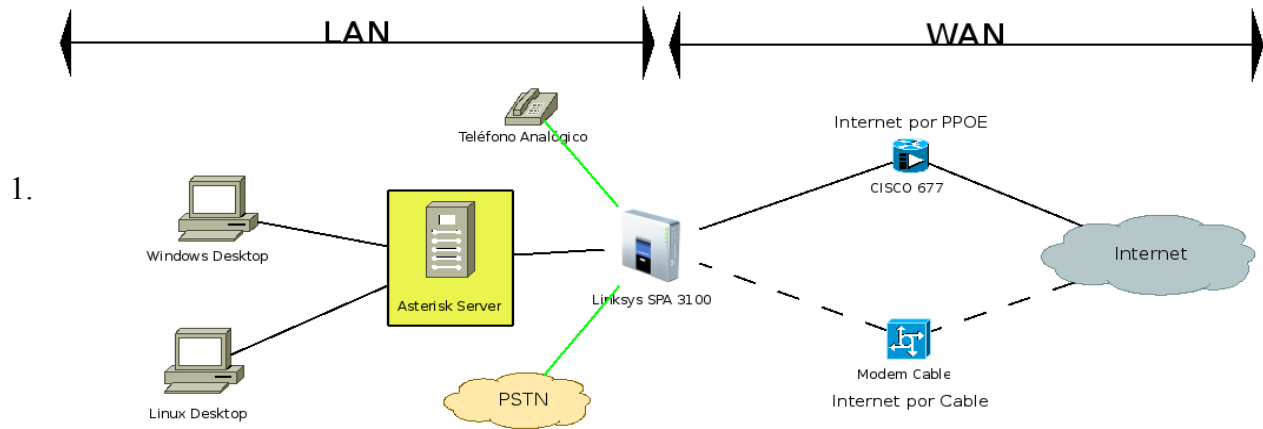 LAN
WAN
Teléfono Analógico
Internet por PPOE
CISCO 677
1.
Windows Desktop
Asterisk Server
Linksys SPA 3100
Internet
Modem Cable
Internet por Cable
PSTN
Linux Desktop